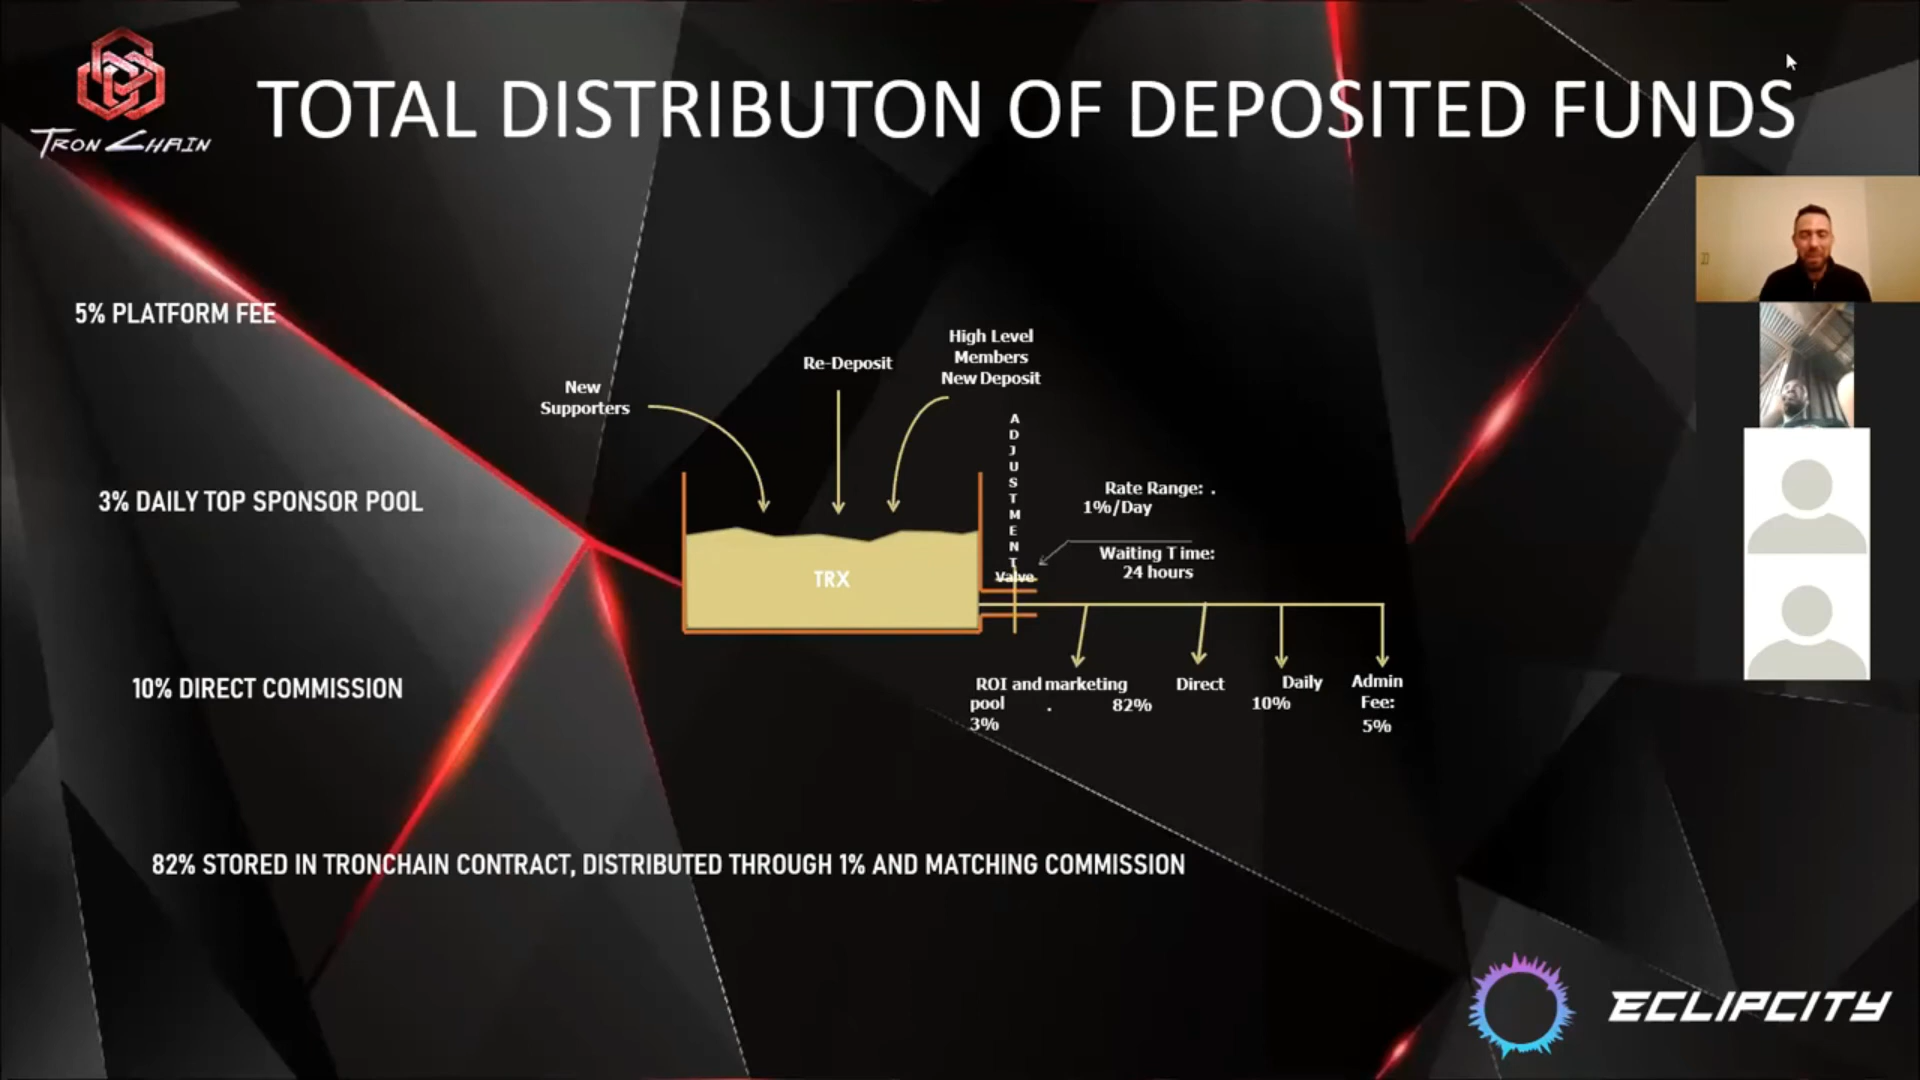 TRON CHAIN
TOTAL DISTRIBUTON OF DEPOSITED FUNDS
5% PLATFORM FEE
3% DAILY TOP SPONSOR POOL
10% DIRECT COMMISSION
82% STORED IN TRONCHAIN CONTRACT, DISTRIBUTED THROUGH 1% AND MATCHING COMMISSION
New
Supporters
Re-Deposit
High Level
Members
New Deposit
ADJUSTMENT
Valve
Rate Range: .
1%/Day
Waiting Time:
24 hours
TRX
ROI and marketing Direct Daily
pool . 82% 10%
3%
Admin
Fee:
5%
ECLIPCITY